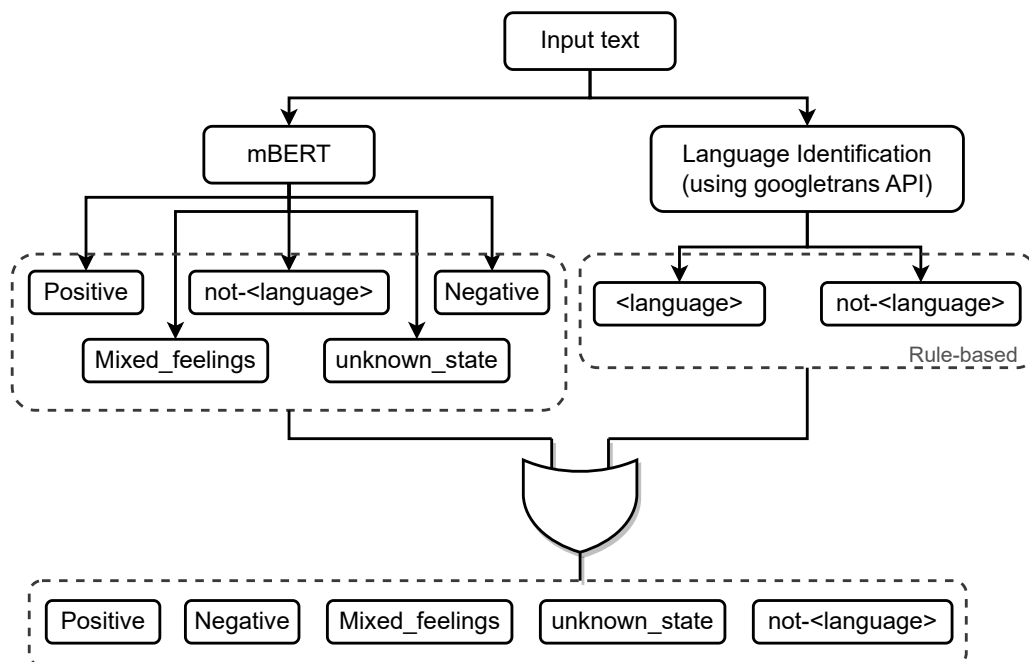 Input text
mBERT
Language Identification
(using googletrans API)
Positive
not-<language>
Negative
Mixed_feelings
unknown_state
<language>
not-<language>
Rule-based
Positive
Negative
Mixed_feelings
unknown_state
not-<language>